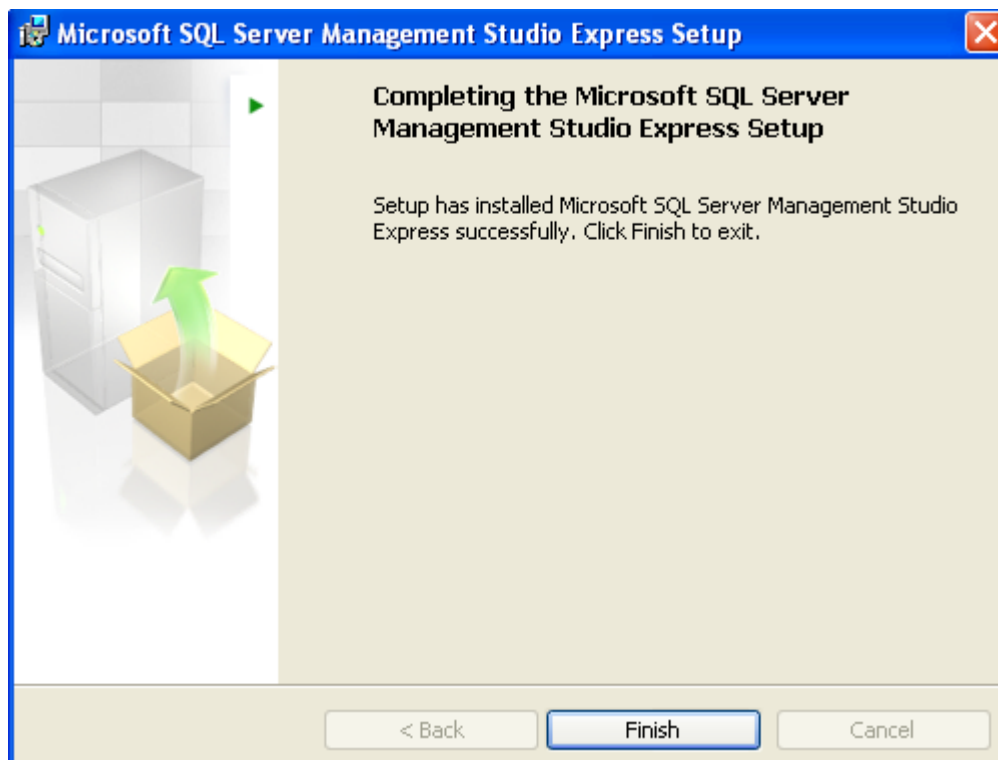 Microsoft SQL Server Management Studio Express Setup
Completing the Microsoft SQL Server
Management Studio Express Setup
Setup has installed Microsoft SQL Server Management Studio
Express successfully. Click Finish to exit.
< Back
Finish
Cancel